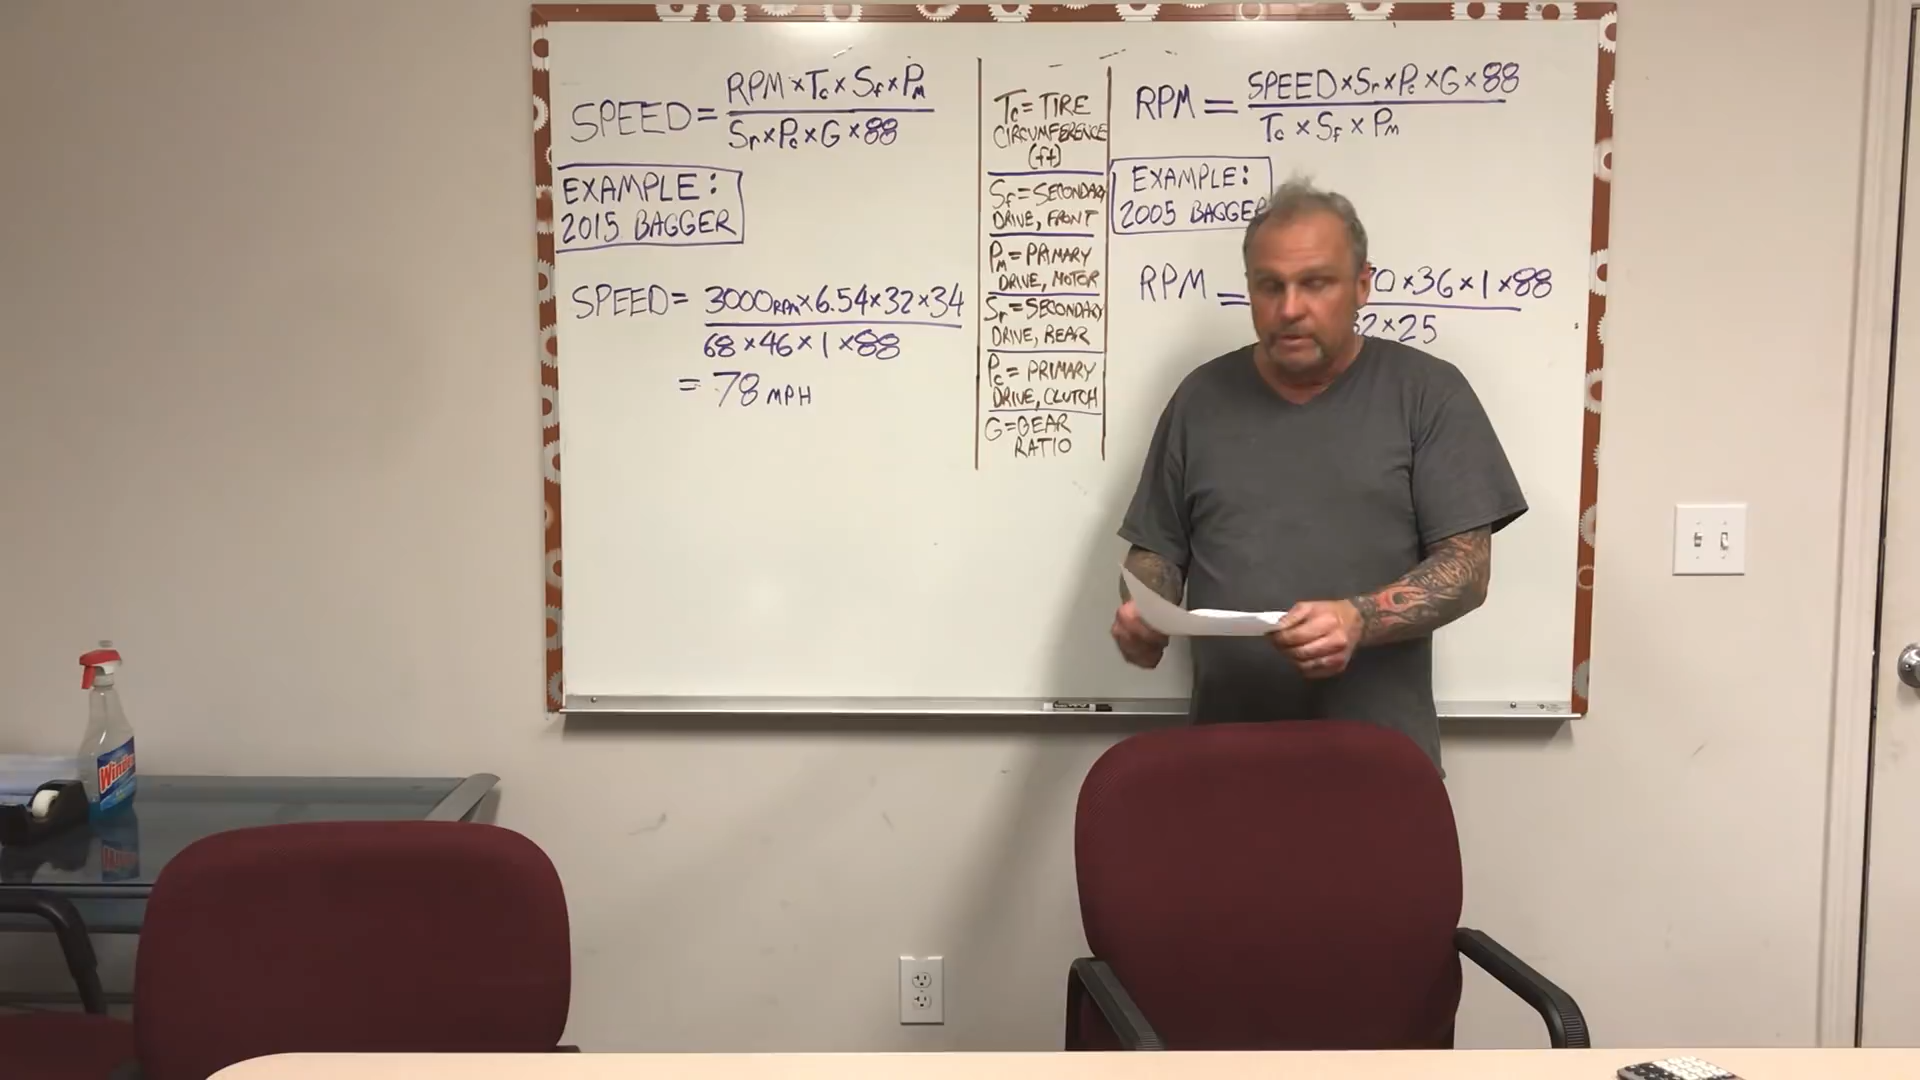 SPEED = RPM × Tc × Sf × PM
Sr × Pc × G × 88
EXAMPLE:
2015 BAGGER
SPEED = 3000RPM × 6.54 × 32 × 34
68 × 46 × 1 × 88
= 78 MPH
Tc = TIRE
CIRCUMFERENCE
(ft)
Sf = SECONDARY
DRIVE, FRONT
PM = PRIMARY
DRIVE, MOTOR
Sr = SECONDARY
DRIVE, REAR
Pc = PRIMARY
DRIVE, CLUTCH
G = GEAR
RATIO
RPM = SPEED × Sr × Pc × G × 88
Tc × Sf × PM
EXAMPLE:
2005 BAGGER
RPM = 0 × 36 × 1 × 88
2 × 25
Win